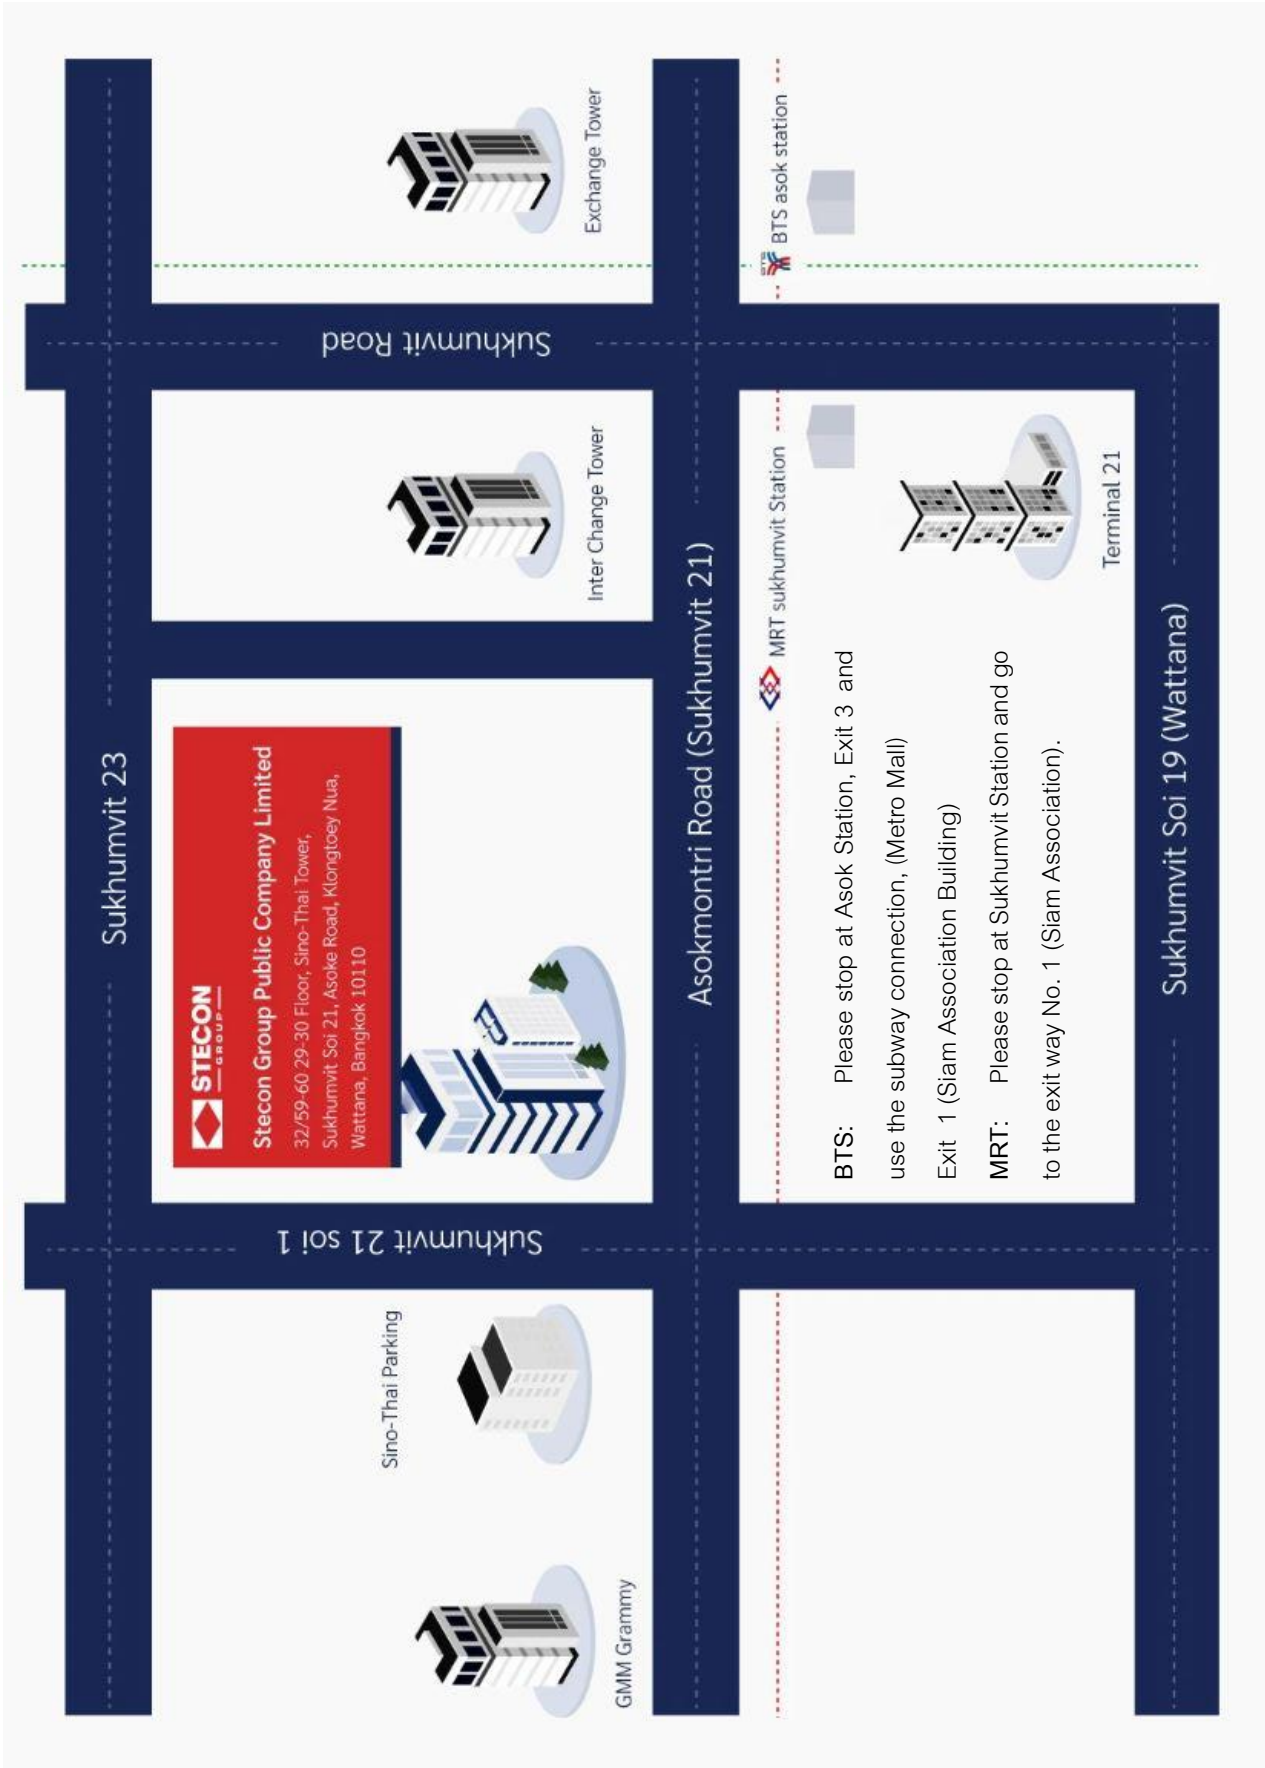 Sukhumvit 23
STECON
GROUP
Stecon Group Public Company Limited
32/59-60 29-30 Floor, Sino-Thai Tower,
Sukhumvit Soi 21, Asoke Road, Klongtoey Nua,
Wattana, Bangkok 10110
Sukhumvit 21 soi 1
Sukhumvit Road
Sino-Thai Parking
GMM Grammy
Inter Change Tower
Exchange Tower
Asokmontri Road (Sukhumvit 21)
MRT sukhumvit Station
BTS asok station
BTS: Please stop at Asok Station, Exit 3 and
use the subway connection, (Metro Mall)
Exit 1 (Siam Association Building)
MRT: Please stop at Sukhumvit Station and go
to the exit way No. 1 (Siam Association).
Terminal 21
Sukhumvit Soi 19 (Wattana)